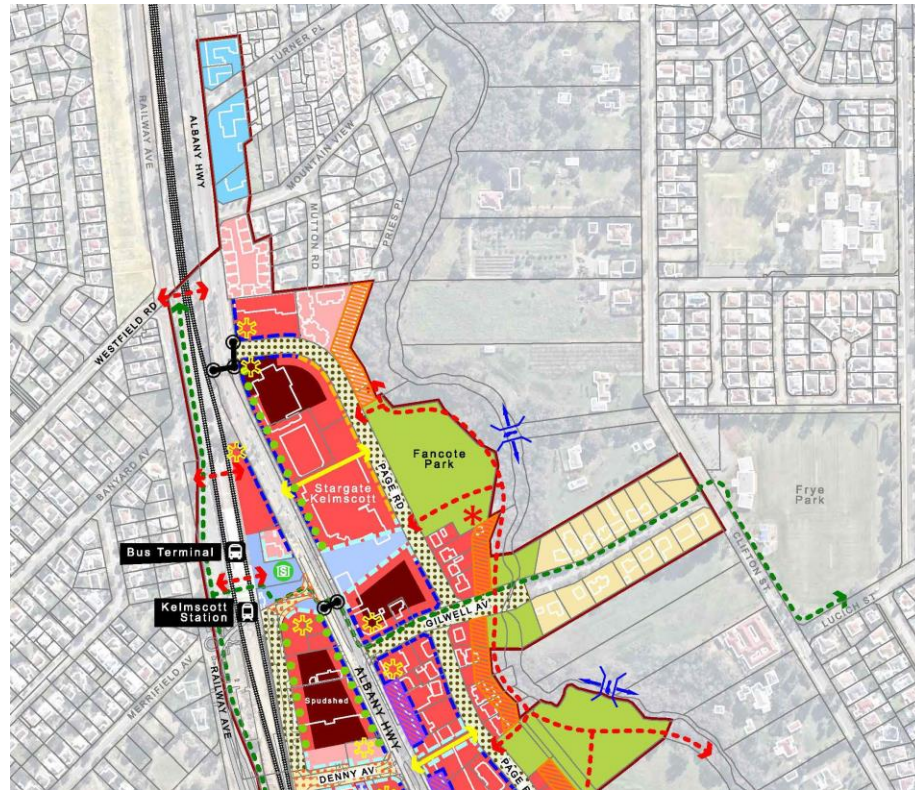 TURNER PL
RAILWAY AVE
ALBANY HWY
MOUNTAIN VIEW
MUTTON RD
PRIES PL
WESTFIELD RD
BANYARD
Fancote
Park
PAGE RD
Stargate
Kelmscott
Frye
Park
CLIFTON ST
LUCICH ST
Bus Terminal
S
Kelmscott
Station
GILWELL AV
MERRIFIELD AV
RAILWAY AVE
Spudshed
ALBANY HWY
DENNY AV
PAGE R